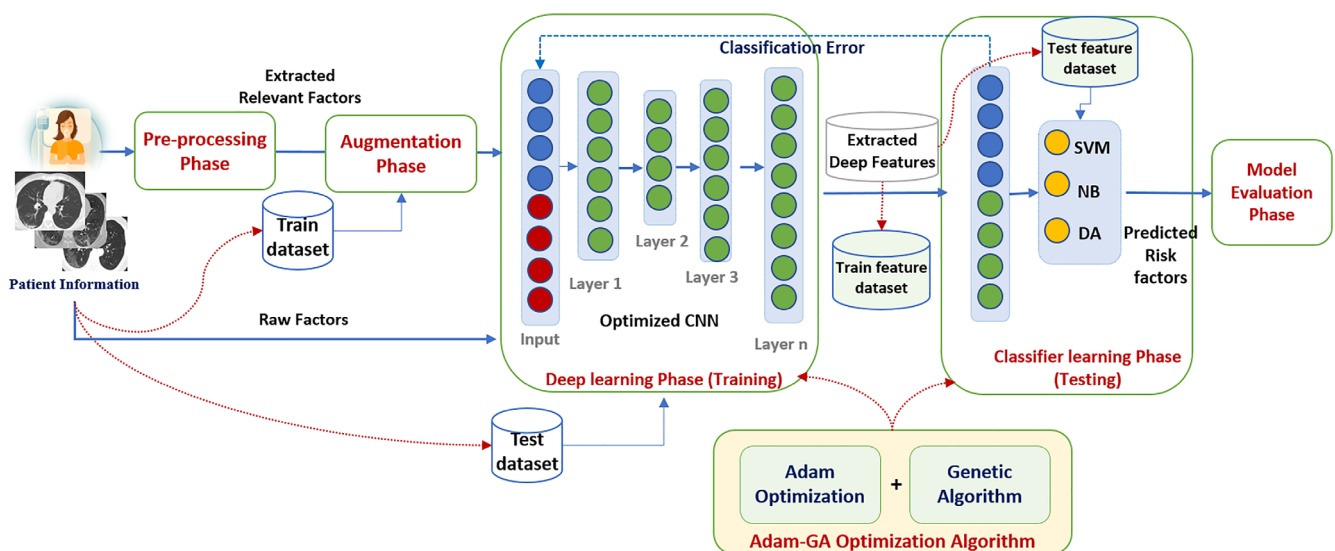 Classification Error
Test feature
dataset
Extracted
Relevant Factors
Pre-processing
Phase
Augmentation
Phase
Extracted
Deep Features
SVM
NB
DA
Model
Evaluation
Phase
Train
dataset
Layer 1
Layer 2
Layer 3
Predicted
Risk
factors
Train feature
dataset
Patient Information
Raw Factors
Optimized CNN
Input
Layer n
Deep learning Phase (Training)
Classifier learning Phase
(Testing)
Test
dataset
Adam
Optimization
+
Genetic
Algorithm
Adam-GA Optimization Algorithm